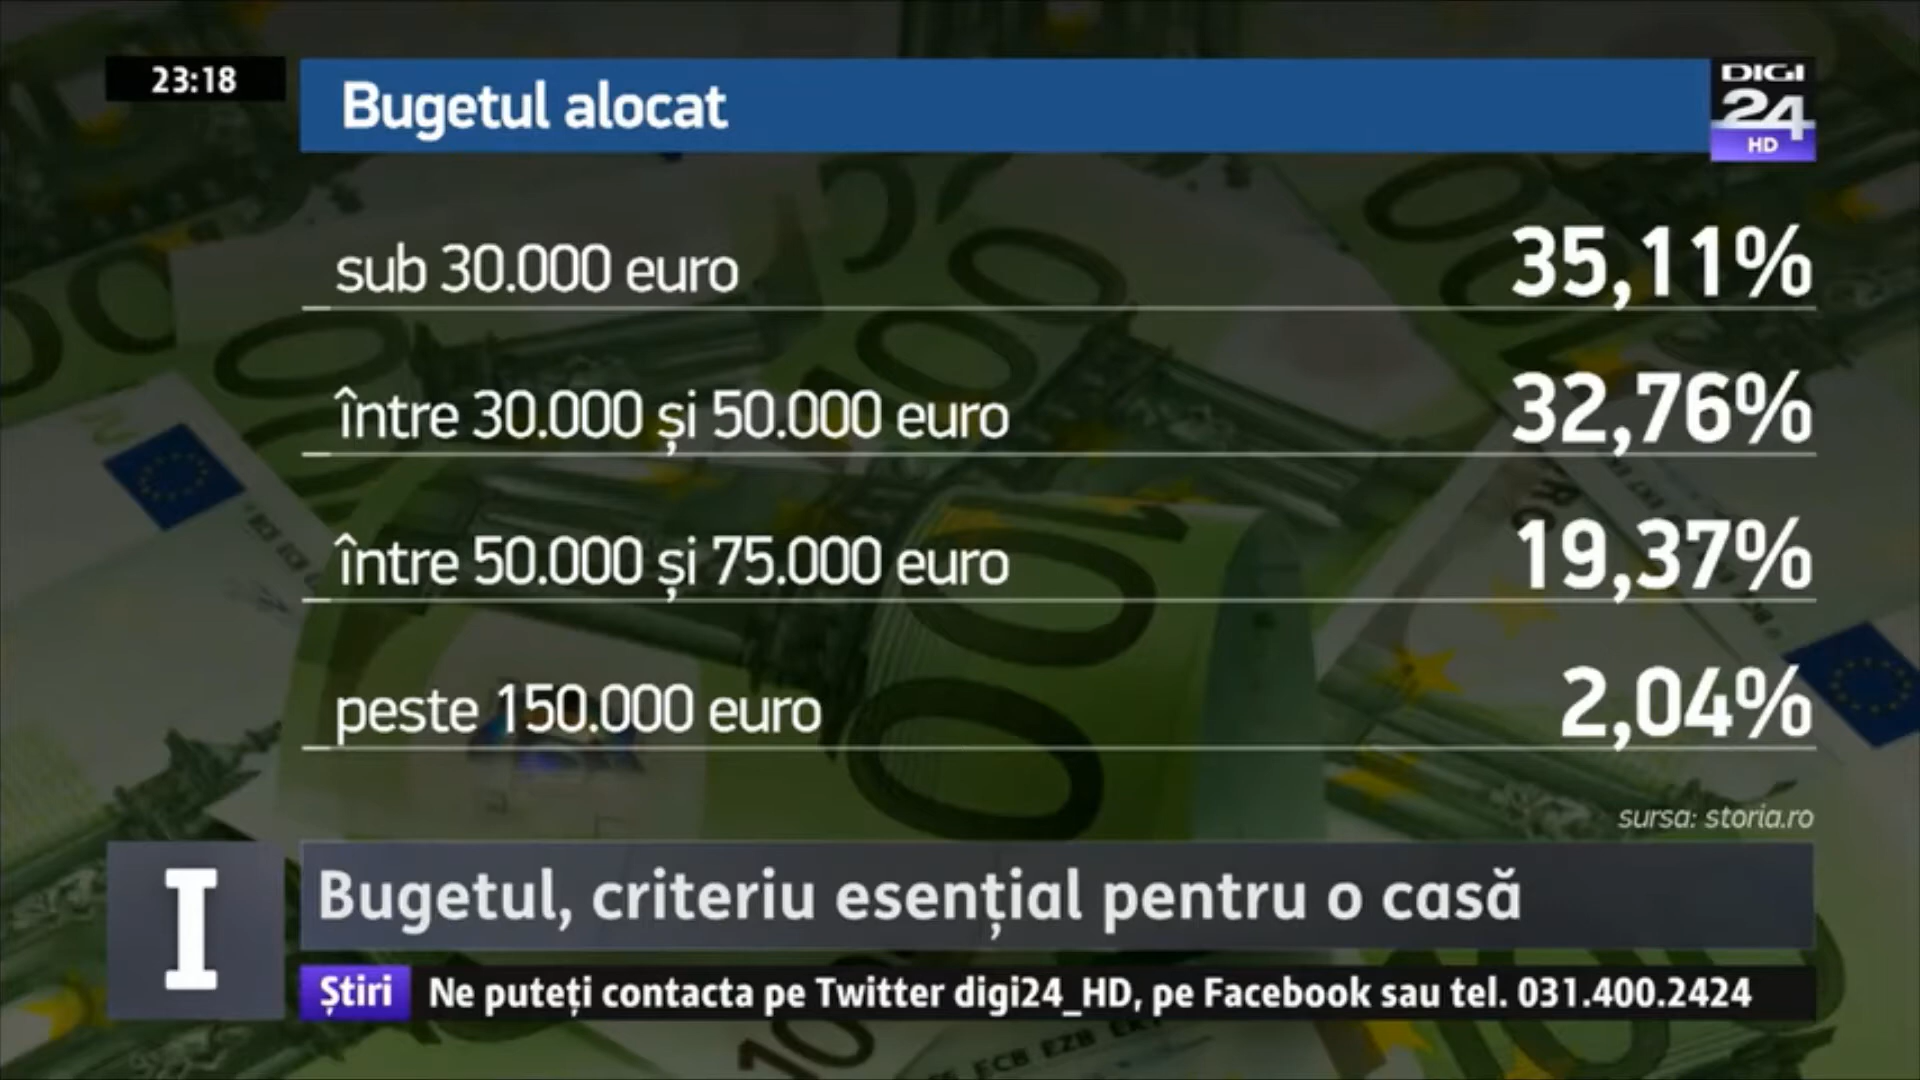 23:18
Bugetul alocat
DIGI
24
HD
sub 30.000 euro 35,11%
între 30.000 și 50.000 euro 32,76%
între 50.000 și 75.000 euro 19,37%
peste 150.000 euro 2,04%
sursa: storia.ro
I
Bugetul, criteriu esențial pentru o casă
Știri Ne puteți contacta pe Twitter digi24_HD, pe Facebook sau tel. 031.400.2424
ECB EZB